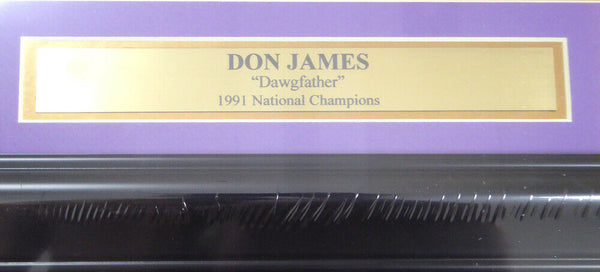 DON JAMES
“Dawgfather”
1991 National Champions